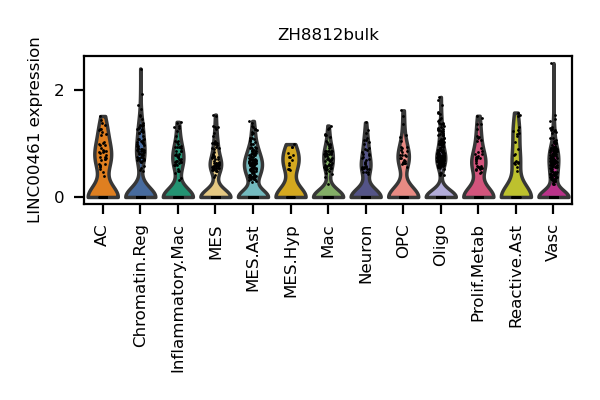 ZH8812bulk
LINC00461 expression
2
0
AC
Chromatin.Reg
Inflammatory.Mac
MES
MES.Ast
MES.Hyp
Mac
Neuron
OPC
Oligo
Prolif.Metab
Reactive.Ast
Vasc